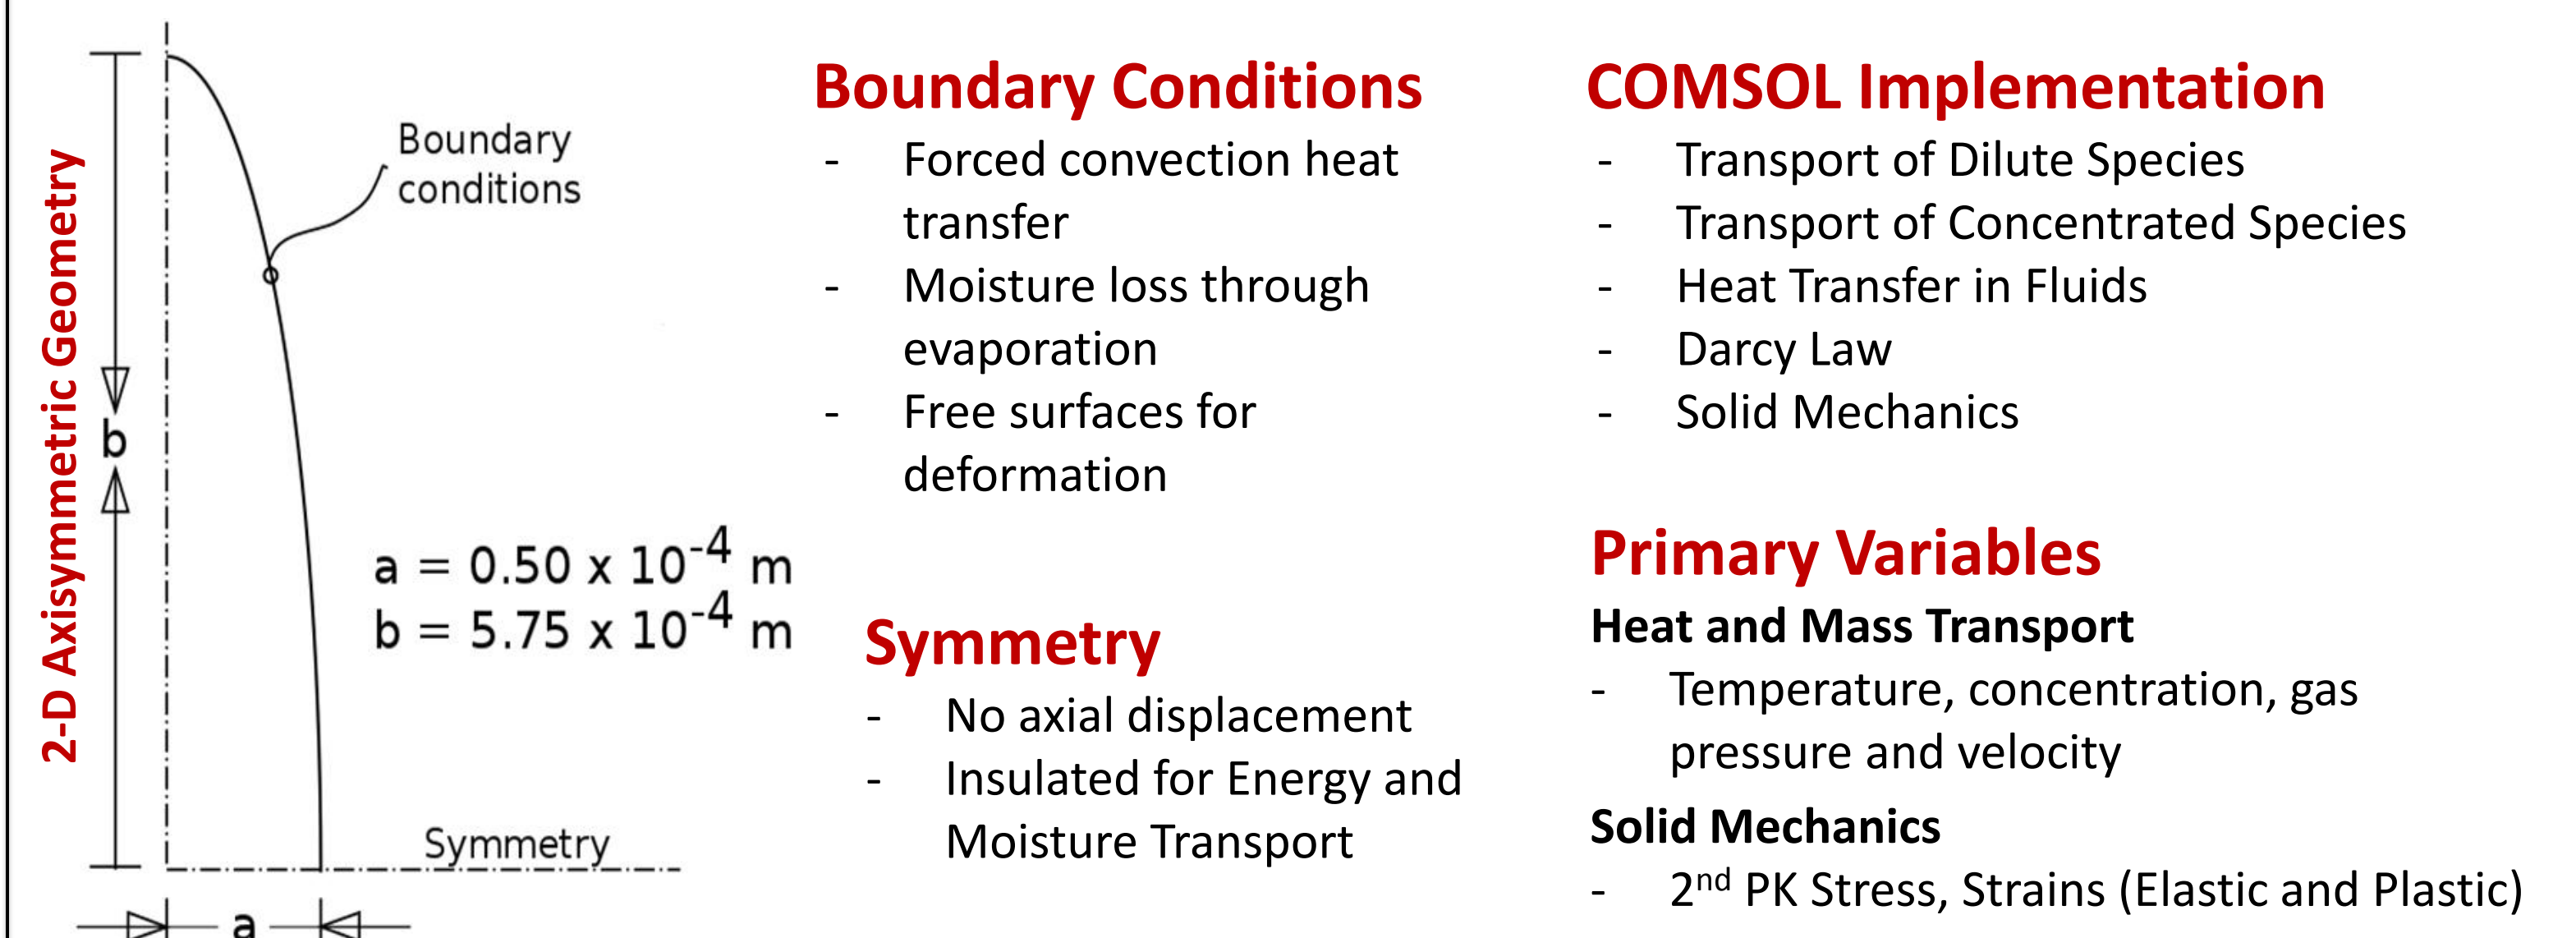 2-D Axisymmetric Geometry
b
Boundary
conditions
a = 0.50 x 10⁻⁴ m
b = 5.75 x 10⁻⁴ m
Symmetry
a
Boundary Conditions
- Forced convection heat
transfer
- Moisture loss through
evaporation
- Free surfaces for
deformation
Symmetry
- No axial displacement
- Insulated for Energy and
Moisture Transport
COMSOL Implementation
- Transport of Dilute Species
- Transport of Concentrated Species
- Heat Transfer in Fluids
- Darcy Law
- Solid Mechanics
Primary Variables
Heat and Mass Transport
- Temperature, concentration, gas
pressure and velocity
Solid Mechanics
- 2nd PK Stress, Strains (Elastic and Plastic)